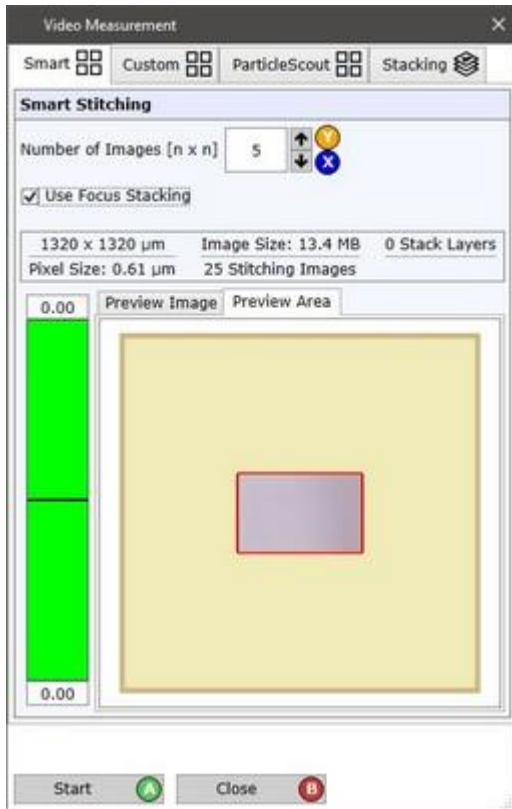 Video Measurement
Smart Custom ParticleScout Stacking
Smart Stitching
Number of Images [n x n] 5 Y
X
Use Focus Stacking
1320 x 1320 µm Image Size: 13.4 MB 0 Stack Layers
Pixel Size: 0.61 µm 25 Stitching Images
0.00 Preview Image Preview Area
0.00
Start A Close B